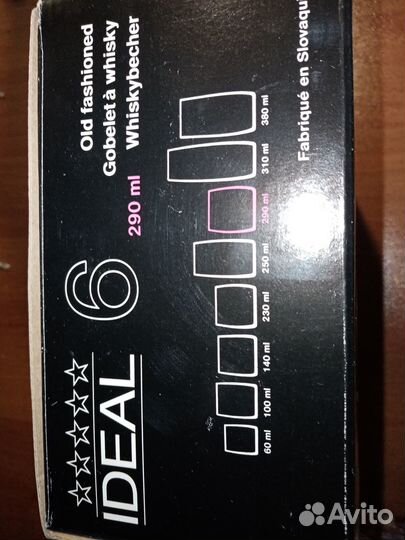 ☆☆☆☆☆
IDEAL
6
Old fashioned
Gobelet à whisky
Whiskybecher
290 ml
60 ml
100 ml
140 ml
230 ml
250 ml
290 ml
310 ml
380 ml
Fabriqué en Slovaqu
Avito